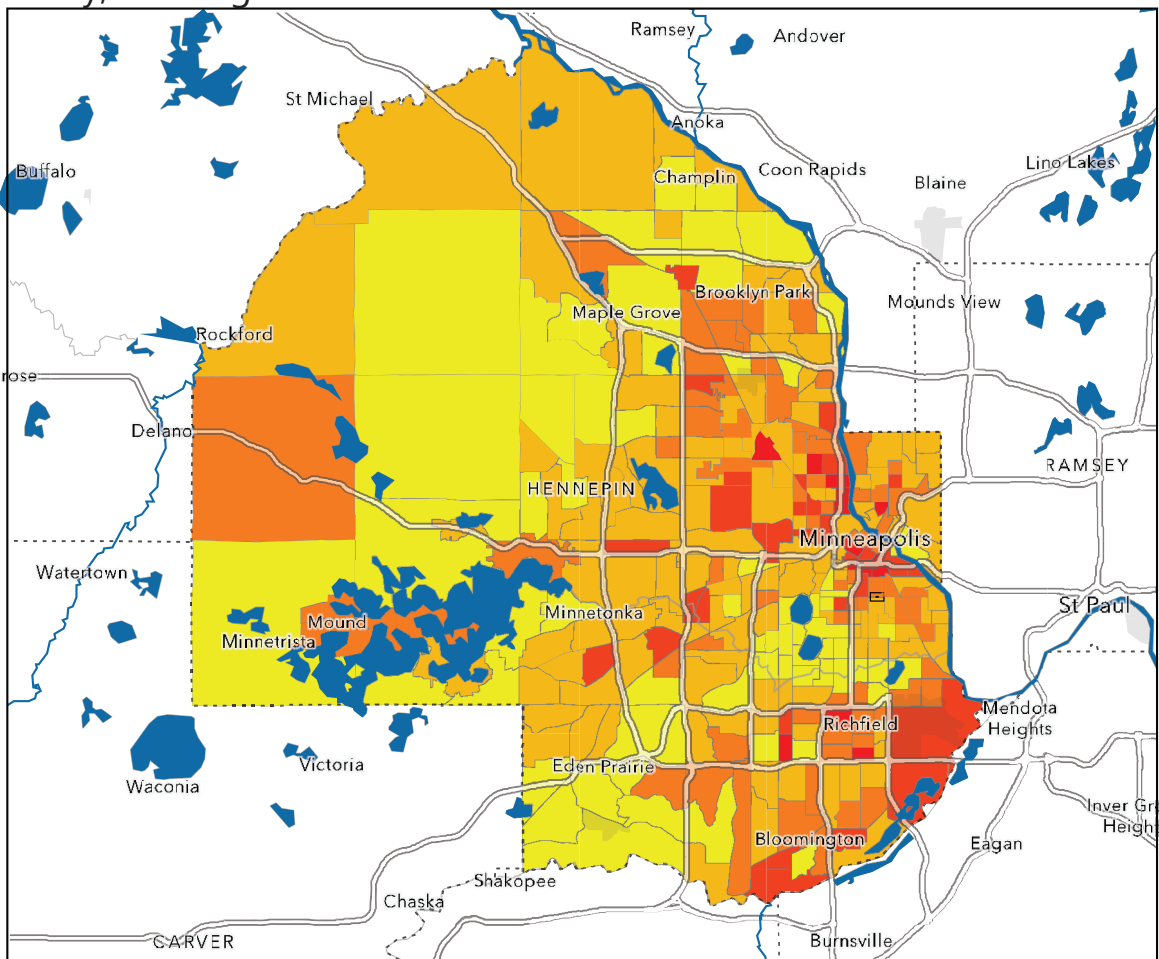 Ramsey
Andover
St Michael
Anoka
Lino Lakes
Buffalo
Coon Rapids
Champlin
Blaine
Brooklyn Park
Mounds View
Maple Grove
Rockford
rose
Delano
RAMSEY
HENNEPIN
Minneapolis
Watertown
St Paul
Minnetonka
Mound
Minnetrista
Mendota
Heights
Richfield
Victoria
Eden Prairie
Waconia
Inver Gr
Heigh
Bloomington
Eagan
Shakopee
Chaska
CARVER
Burnsville